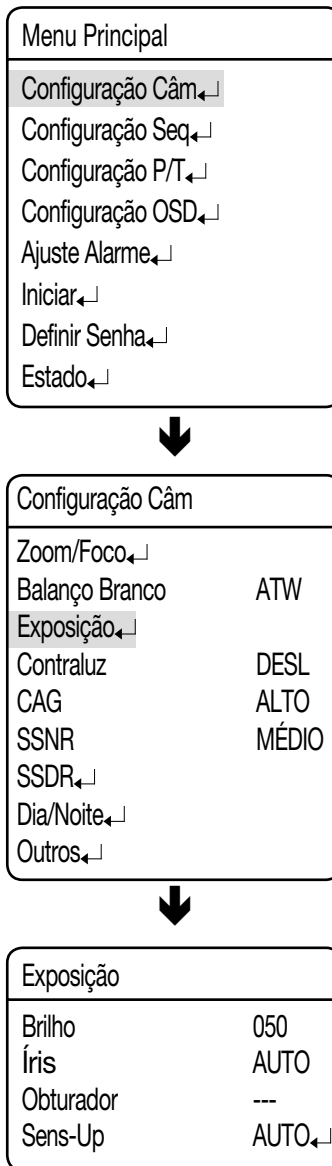 Menu Principal
Configuração Câm↵
Configuração Seq↵
Configuração P/T↵
Configuração OSD↵
Ajuste Alarme↵
Iniciar↵
Definir Senha↵
Estado↵
Configuração Câm
Zoom/Foco↵
Balanço Branco ATW
Exposição↵
Contraluz DESL
CAG ALTO
SSNR MÉDIO
SSDR↵
Dia/Noite↵
Outros↵
Exposição
Brilho 050
Íris AUTO
Obturador ---
Sens-Up AUTO↵